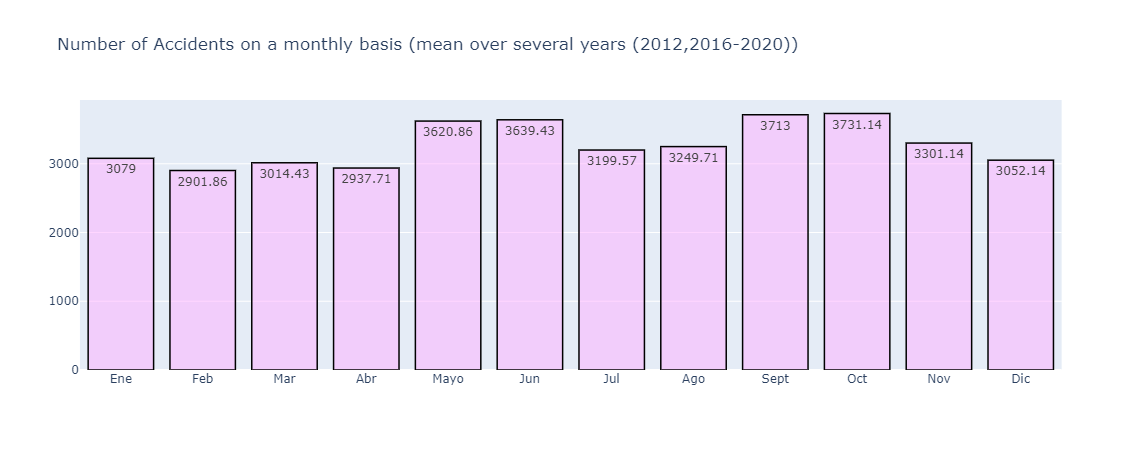 Number of Accidents on a monthly basis (mean over several years (2012,2016-2020))
3000
2000
1000
0
3079
2901.86
3014.43
2937.71
3620.86
3639.43
3199.57
3249.71
3713
3731.14
3301.14
3052.14
Ene
Feb
Mar
Abr
Mayo
Jun
Jul
Ago
Sept
Oct
Nov
Dic